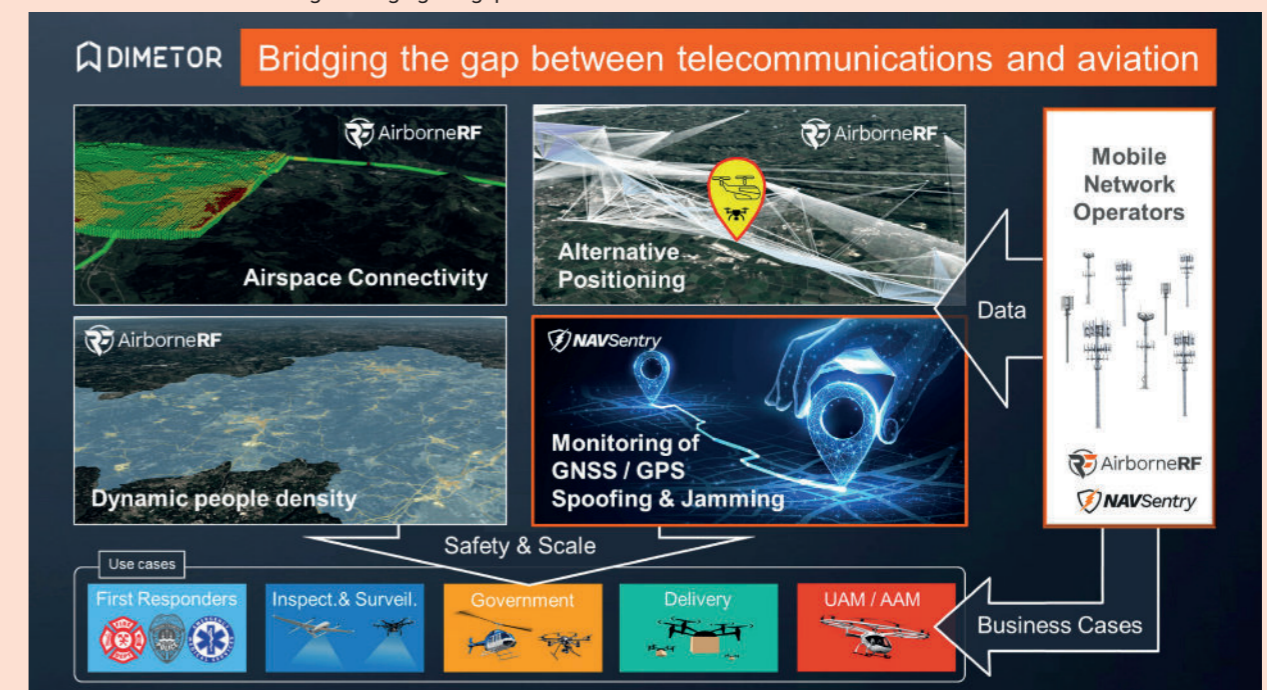 DIMETOR
Bridging the gap between telecommunications and aviation
AirborneRF
Airspace Connectivity
AirborneRF
Alternative
Positioning
AirborneRF
Dynamic people density
NAVSentry
Monitoring of
GNSS / GPS
Spoofing & Jamming
Mobile
Network
Operators
AirborneRF
NAVSentry
Data
Safety & Scale
Use cases
First Responders
Inspect.& Surveil.
Government
Delivery
UAM / AAM
Business Cases